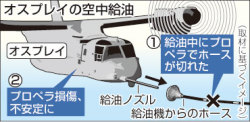 オスプレイの空中給油
オスプレイ
①
給油中にプロ
ペラでホース
が切れた
②
プロペラ損傷、
不安定に
給油ノズル
給油機からのホース
取材に基づくイメージ